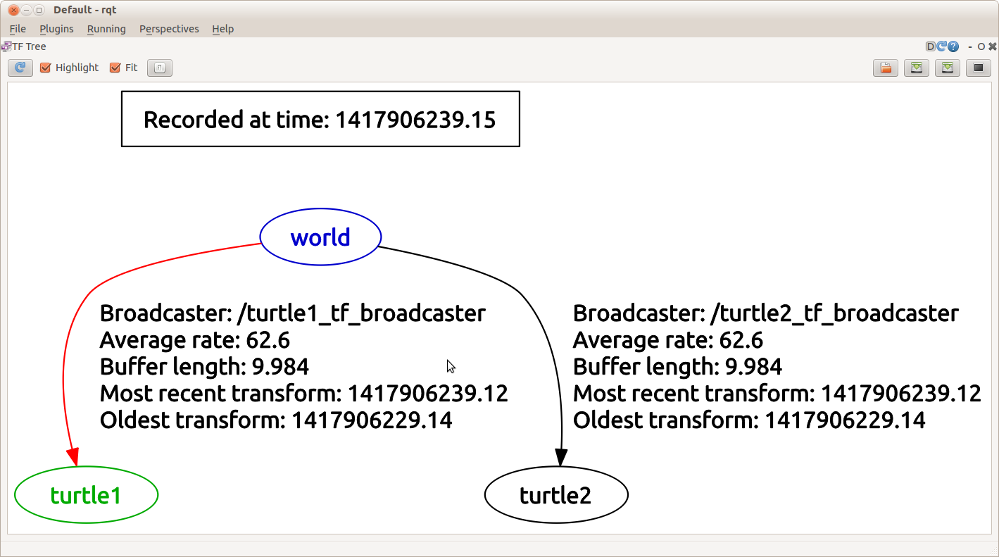 Default - rqt
File Plugins Running Perspectives Help
TF Tree D ? - O
Highlight Fit
Recorded at time: 1417906239.15
world
Broadcaster: /turtle1_tf_broadcaster
Average rate: 62.6
Buffer length: 9.984
Most recent transform: 1417906239.12
Oldest transform: 1417906229.14
Broadcaster: /turtle2_tf_broadcaster
Average rate: 62.6
Buffer length: 9.984
Most recent transform: 1417906239.12
Oldest transform: 1417906229.14
turtle1
turtle2